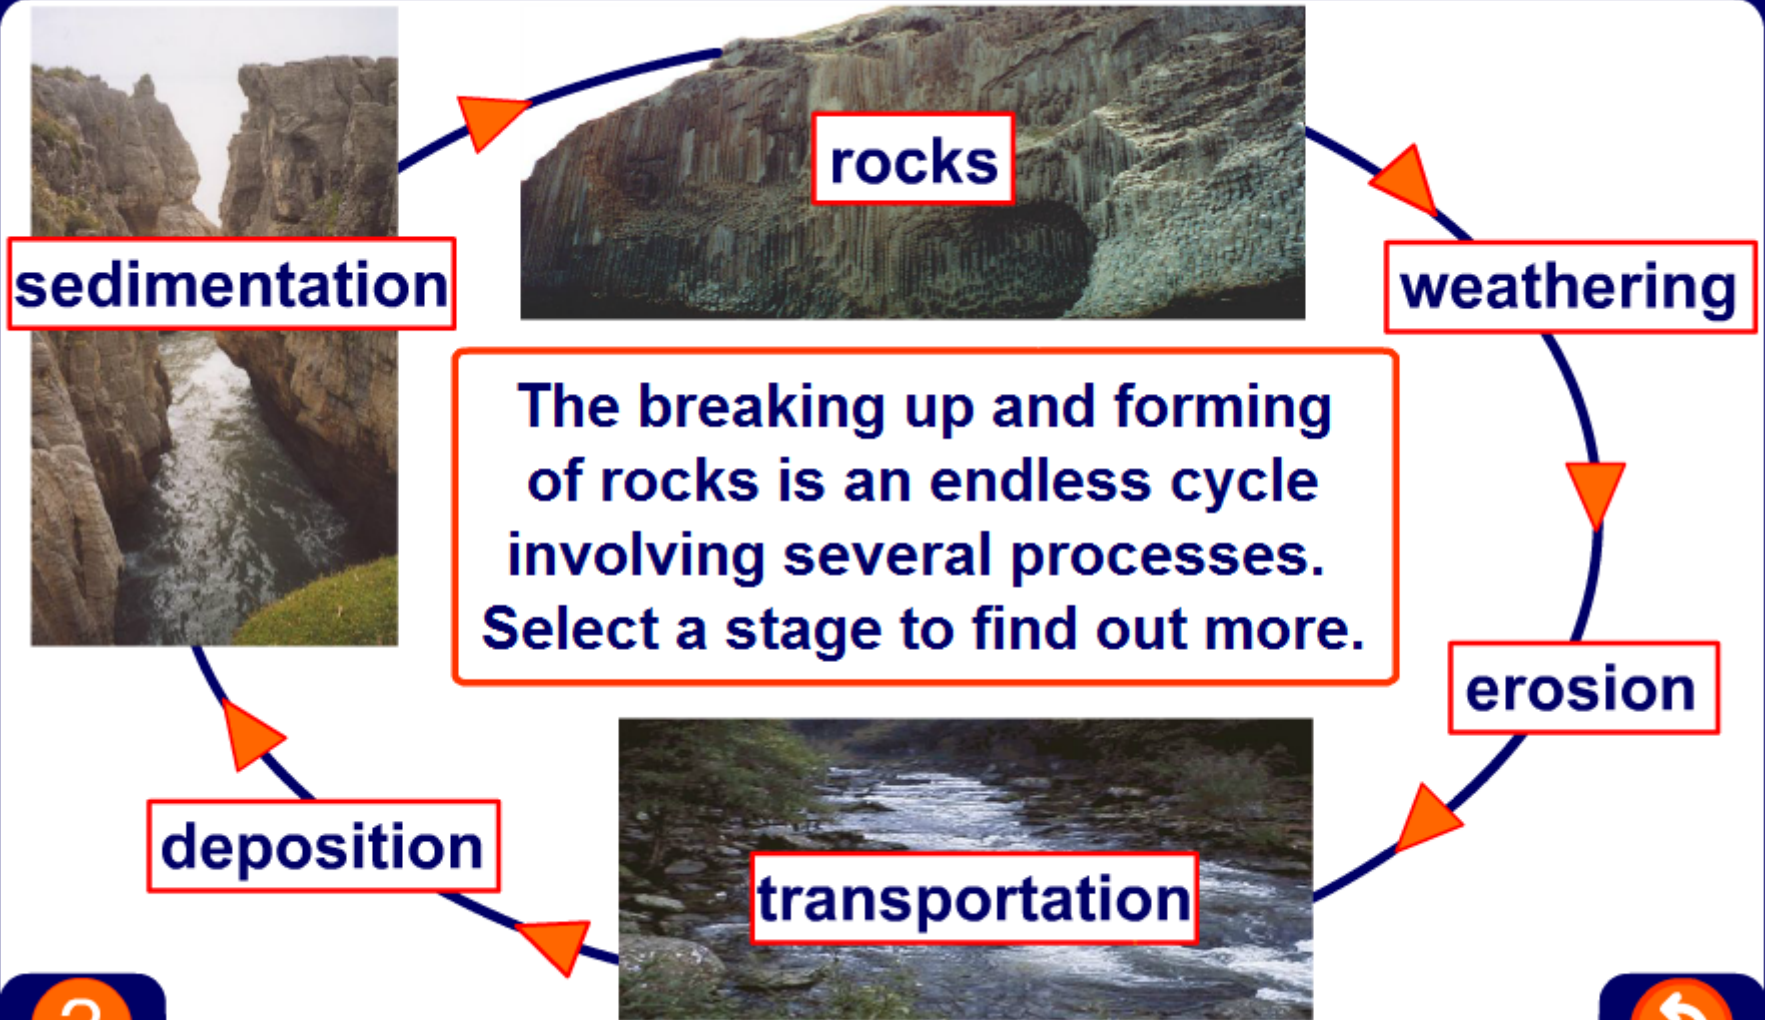 rocks
sedimentation
weathering
The breaking up and forming
of rocks is an endless cycle
involving several processes.
Select a stage to find out more.
erosion
deposition
transportation
?